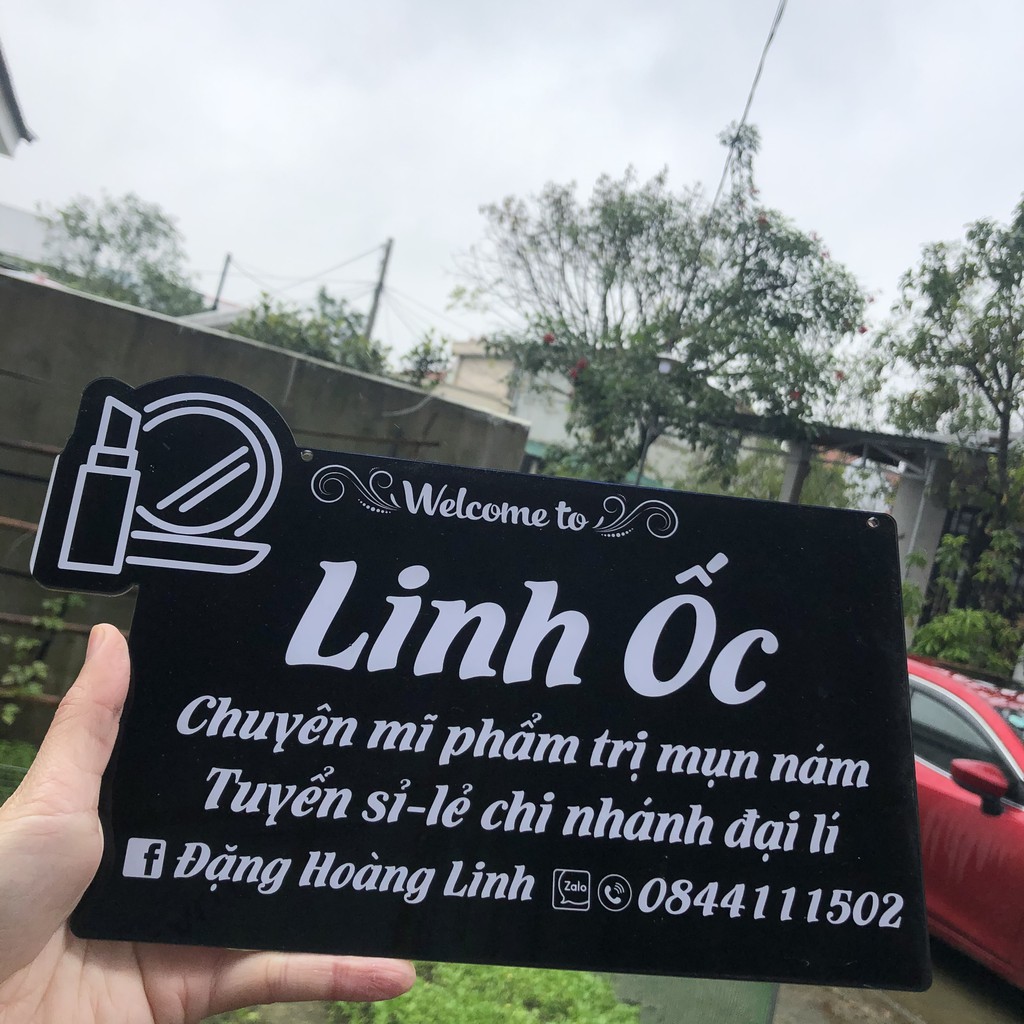 Welcome to
Linh Ốc
Chuyên mĩ phẩm trị mụn nám
Tuyển sỉ-lẻ chi nhánh đại lí
f Đặng Hoàng Linh Zalo 0844111502